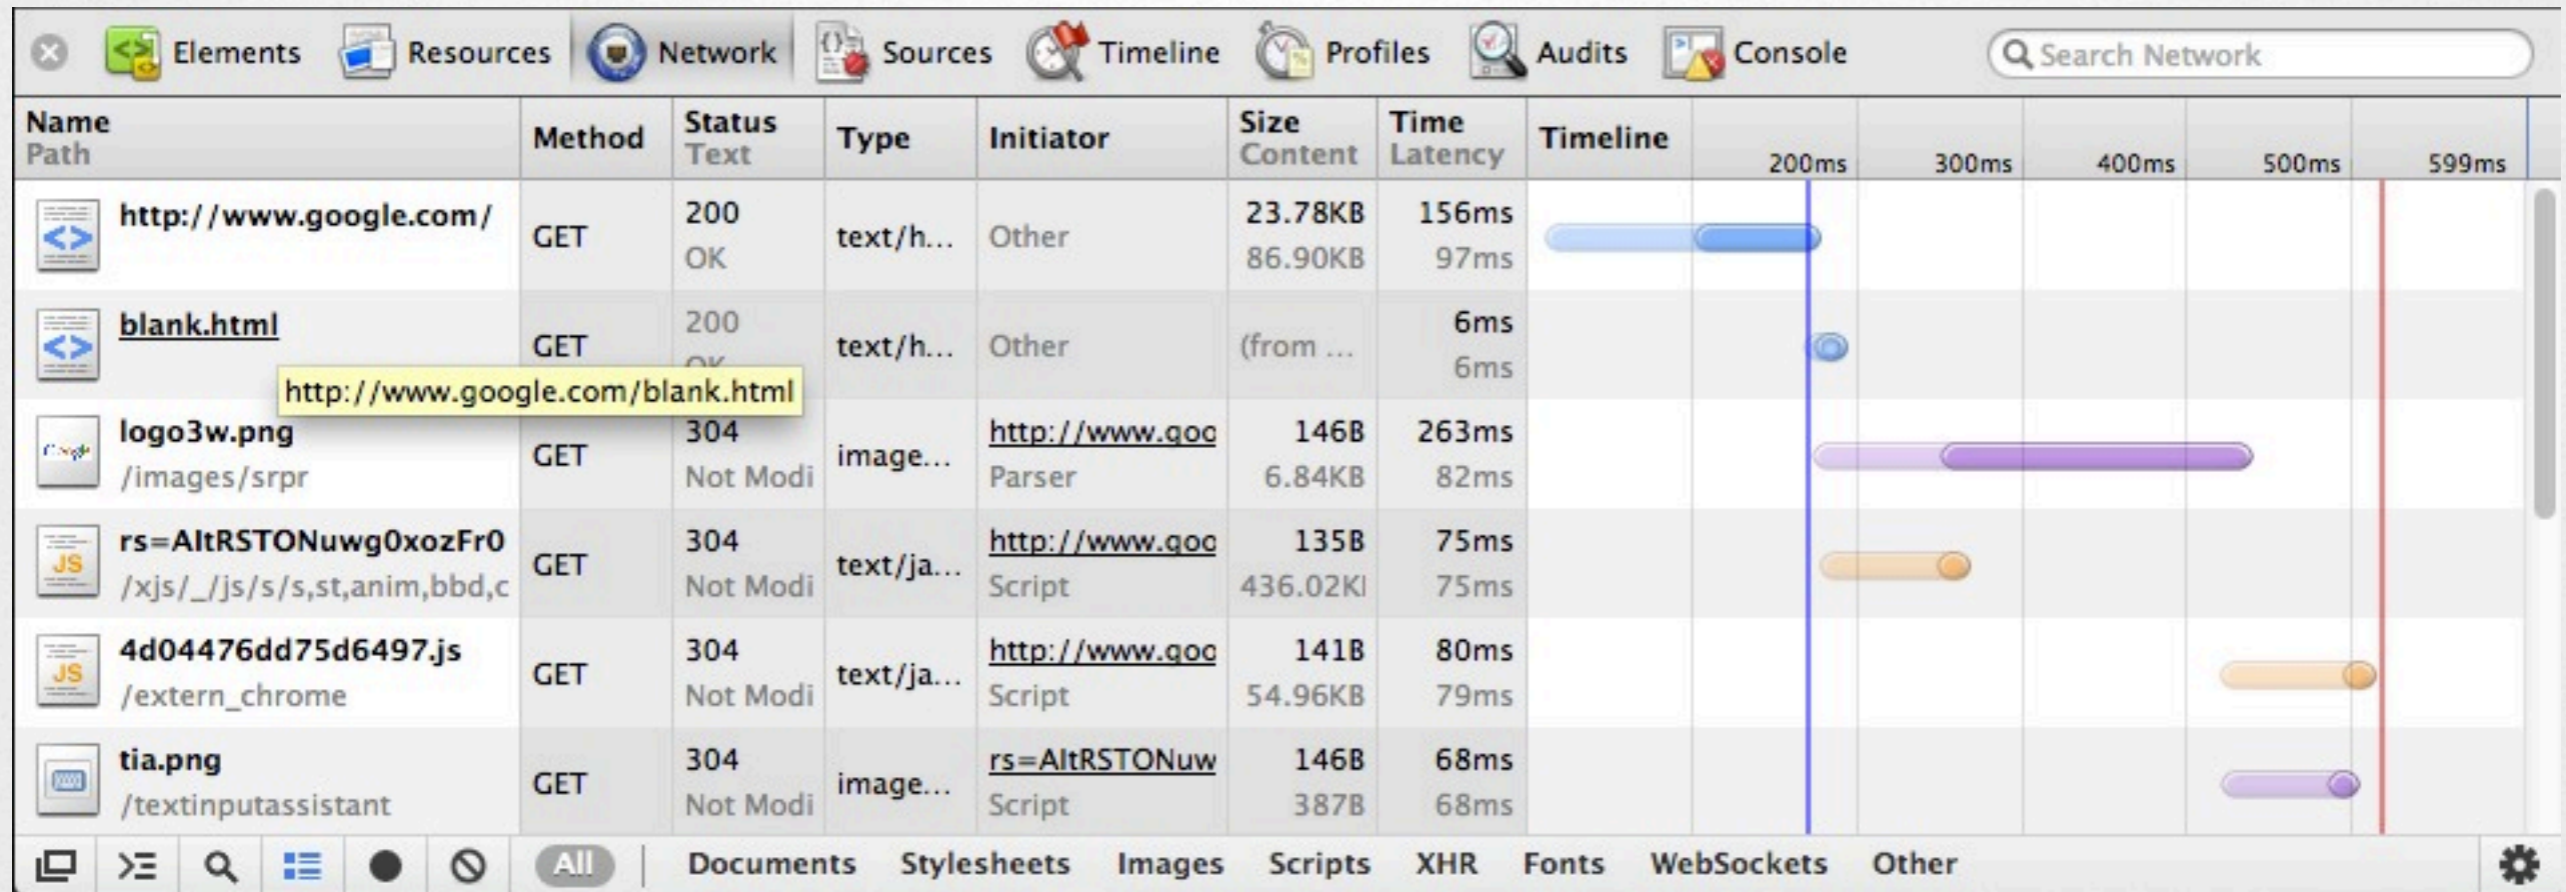 Elements Resources Network Sources Timeline Profiles Audits Console Search Network
Name Path Method Status Text Type Initiator Size Content Time Latency Timeline 200ms 300ms 400ms 500ms 599ms
http://www.google.com/ GET 200 OK text/h... Other 23.78KB 86.90KB 156ms 97ms
blank.html GET 200 OK text/h... Other (from ... 6ms 6ms
http://www.google.com/blank.html
logo3w.png /images/srpr GET 304 Not Modi image... http://www.goo Parser 146B 6.84KB 263ms 82ms
rs=AItRSTONuwg0xozFr0 /xjs/_/js/s/s,st,anim,bbd,c GET 304 Not Modi text/ja... http://www.goo Script 135B 436.02K 75ms 75ms
4d04476dd75d6497.js /extern_chrome GET 304 Not Modi text/ja... http://www.goo Script 141B 54.96KB 80ms 79ms
tia.png /textinputassistant GET 304 Not Modi image... rs=AItRSTONuw Script 146B 387B 68ms 68ms
All Documents Stylesheets Images Scripts XHR Fonts WebSockets Other